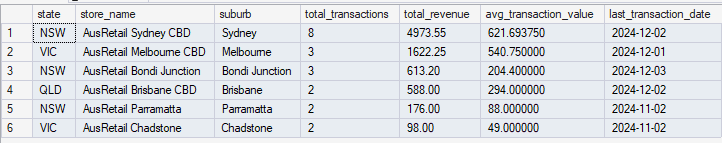 state store_name suburb total_transactions total_revenue avg_transaction_value last_transaction_date
1 NSW AusRetail Sydney CBD Sydney 8 4973.55 621.693750 2024-12-02
2 VIC AusRetail Melbourne CBD Melbourne 3 1622.25 540.750000 2024-12-01
3 NSW AusRetail Bondi Junction Bondi Junction 3 613.20 204.400000 2024-12-03
4 QLD AusRetail Brisbane CBD Brisbane 2 588.00 294.000000 2024-12-02
5 NSW AusRetail Parramatta Parramatta 2 176.00 88.000000 2024-11-02
6 VIC AusRetail Chadstone Chadstone 2 98.00 49.000000 2024-11-02